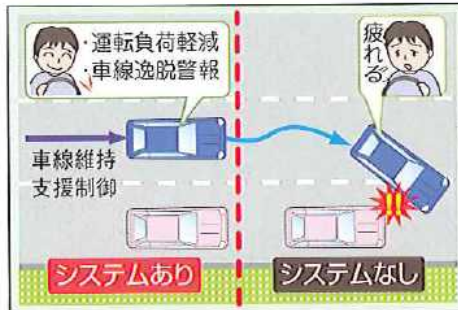 ・運転負荷軽減
・車線逸脱警報
疲れる
車線維持
支援制御
システムあり
システムなし